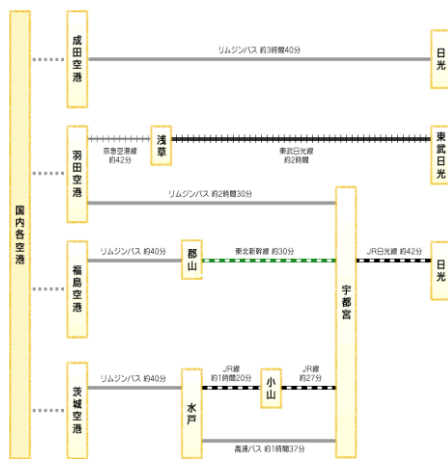 国内各空港
成田空港
リムジンバス 約3時間40分
日光
羽田空港
京急空港線
約42分
浅草
東武日光線
約2時間
東武日光
リムジンバス 約2時間30分
福島空港
リムジンバス 約40分
郡山
東北新幹線 約30分
宇都宮
JR日光線 約42分
日光
茨城空港
リムジンバス 約40分
水戸
JR線
約1時間20分
小山
JR線
約27分
高速バス 約1時間37分